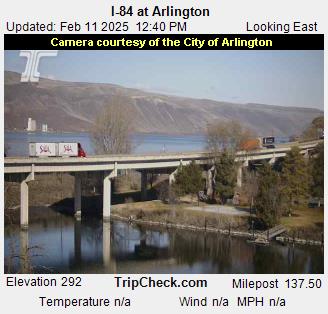 I-84 at Arlington
Updated: Feb 11 2025 12:40 PM Looking East
Camera courtesy of the City of Arlington
Elevation 292 TripCheck.com Milepost 137.50
Temperature n/a Wind n/a MPH n/a